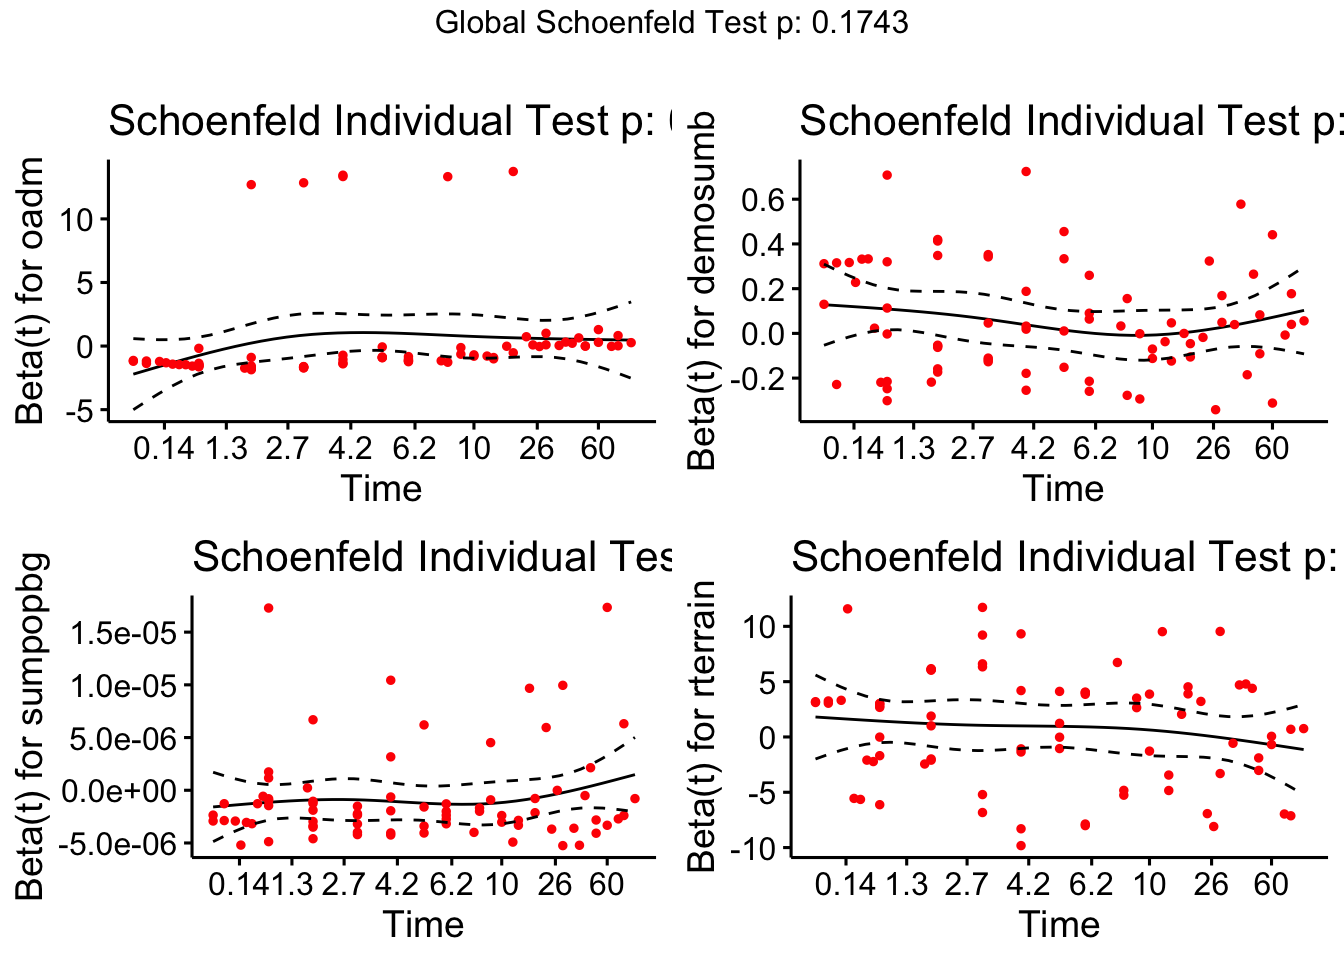 Global Schoenfeld Test p: 0.1743
Schoenfeld Individual Test p:
Beta(t) for oadm
10
5
0
-5
0.14 1.3 2.7 4.2 6.2 10 26 60
Time
Schoenfeld Individual Test p:
Beta(t) for demosumb
0.6
0.4
0.2
0.0
-0.2
0.14 1.3 2.7 4.2 6.2 10 26 60
Time
Schoenfeld Individual Tes
Beta(t) for sumpopbg
1.5e-05
1.0e-05
5.0e-06
0.0e+00
-5.0e-06
0.14 1.3 2.7 4.2 6.2 10 26 60
Time
Schoenfeld Individual Test p:
Beta(t) for rterrain
10
5
0
-5
-10
0.14 1.3 2.7 4.2 6.2 10 26 60
Time